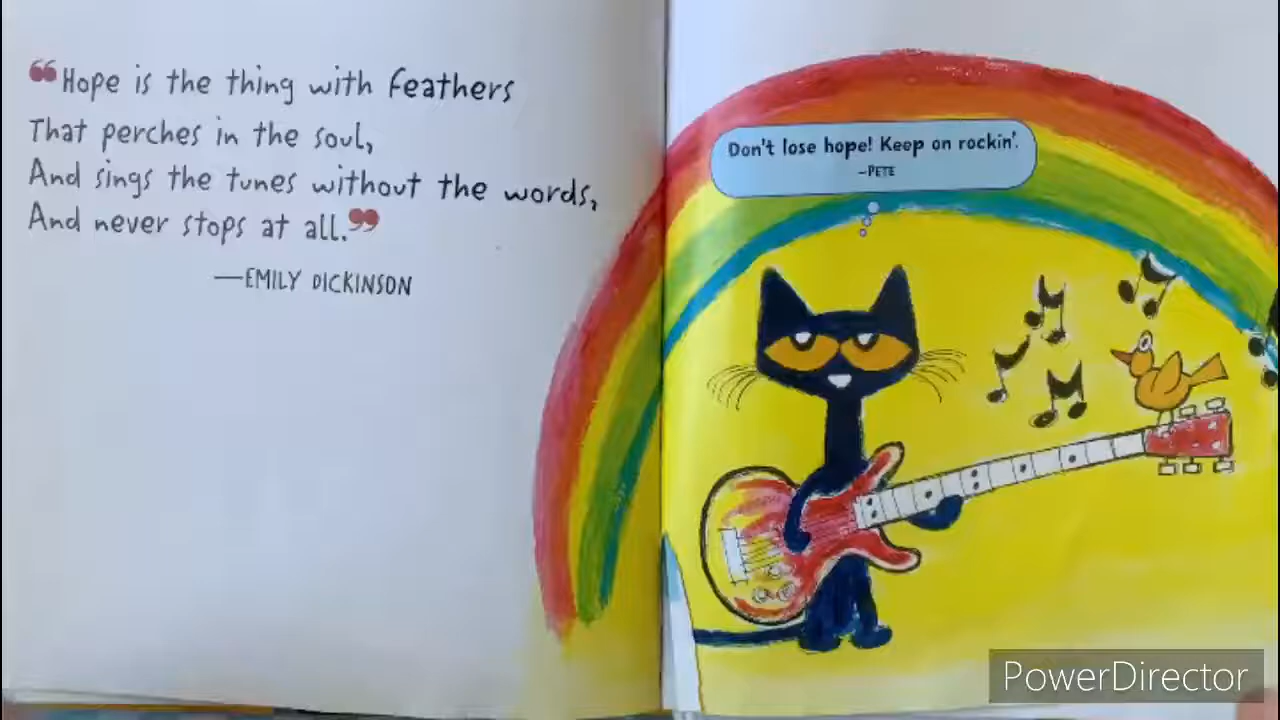 “Hope is the thing with feathers
That perches in the soul,
And sings the tunes without the words,
And never stops at all.”
—EMILY DICKINSON
Don't lose hope! Keep on rockin'.
—PETE
PowerDirector